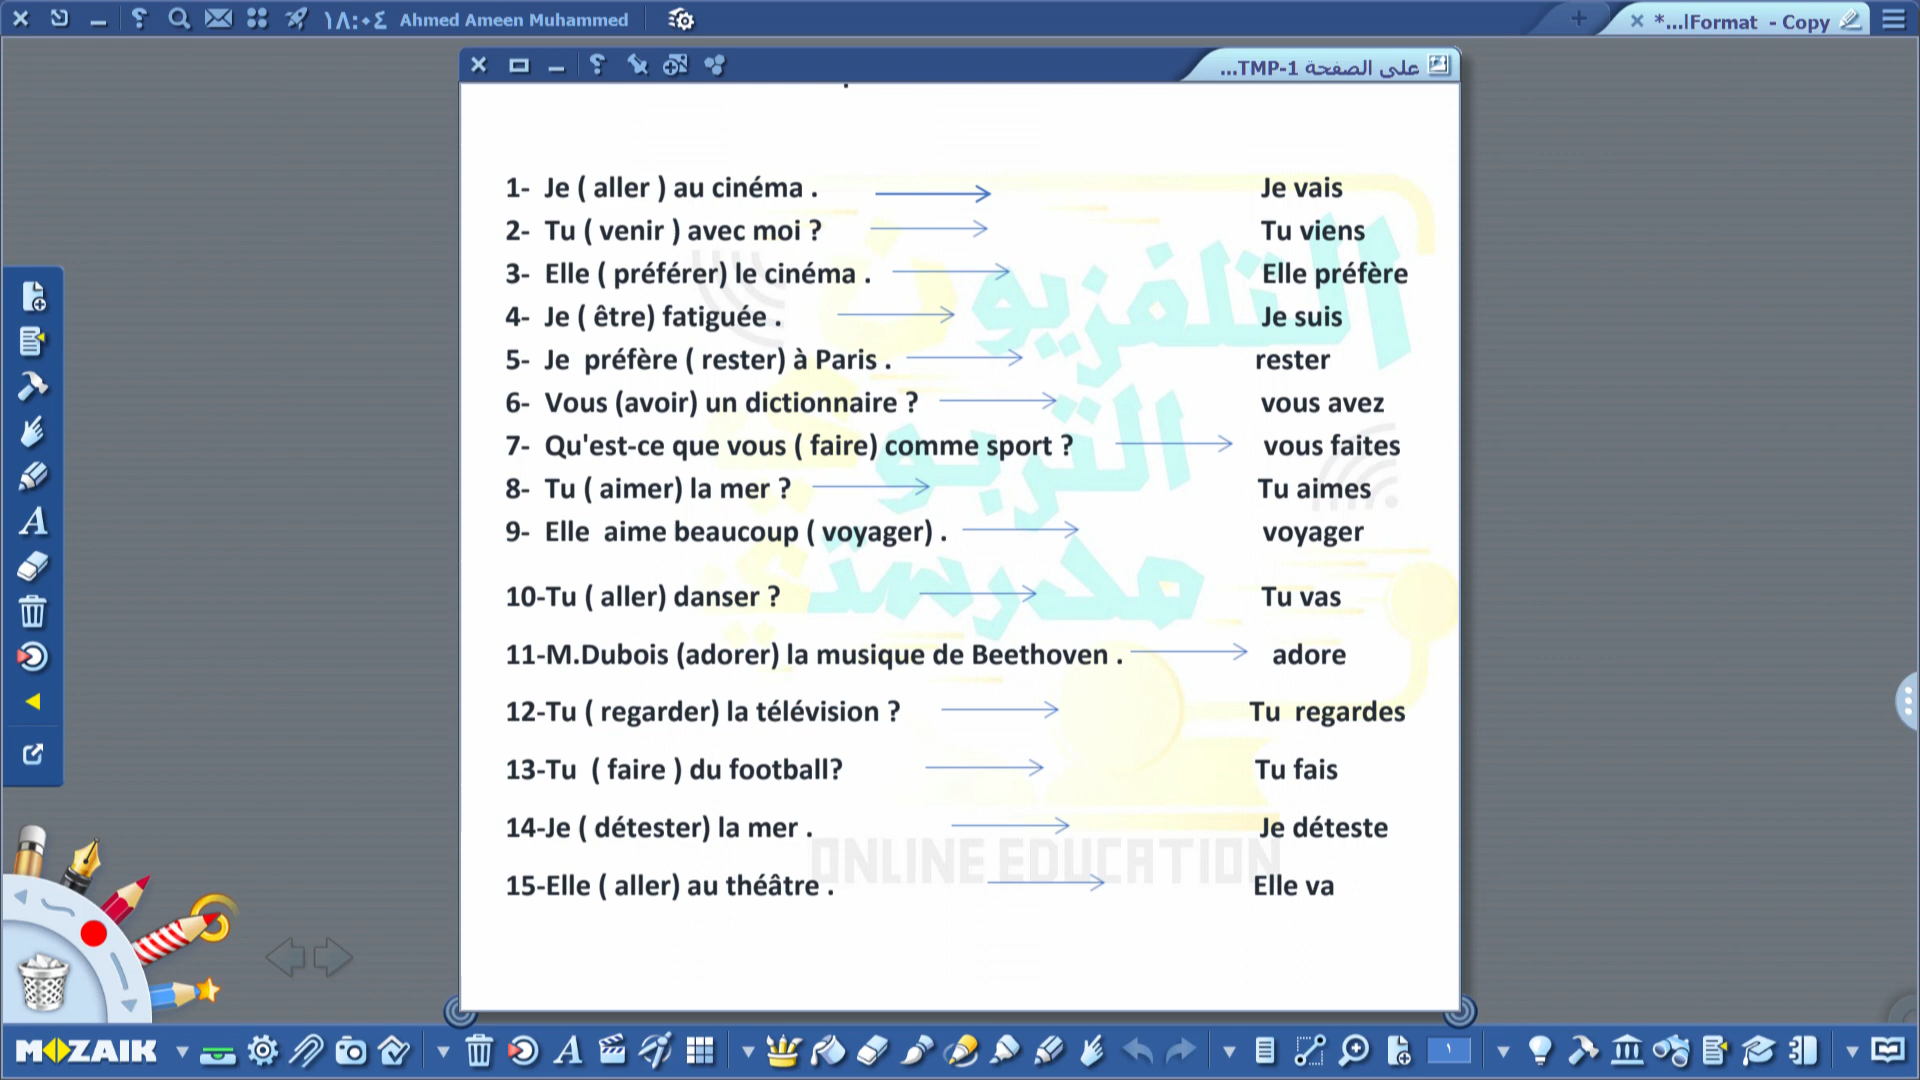 ١٨:٠٤ Ahmed Ameen Muhammed
*...lFormat - Copy
...TMP-1 على الصفحة
1- Je ( aller ) au cinéma . Je vais
2- Tu ( venir ) avec moi ? Tu viens
3- Elle ( préférer) le cinéma . Elle préfère
4- Je ( être) fatiguée . Je suis
5- Je préfère ( rester) à Paris . rester
6- Vous (avoir) un dictionnaire ? vous avez
7- Qu'est-ce que vous ( faire) comme sport ? vous faites
8- Tu ( aimer) la mer ? Tu aimes
9- Elle aime beaucoup ( voyager) . voyager
10-Tu ( aller) danser ? Tu vas
11-M.Dubois (adorer) la musique de Beethoven . adore
12-Tu ( regarder) la télévision ? Tu regardes
13-Tu ( faire ) du football? Tu fais
14-Je ( détester) la mer . Je déteste
15-Elle ( aller) au théâtre . Elle va
التلفزيون
التربوي
مدرستي
ONLINE EDUCATION
MOZAIK
١